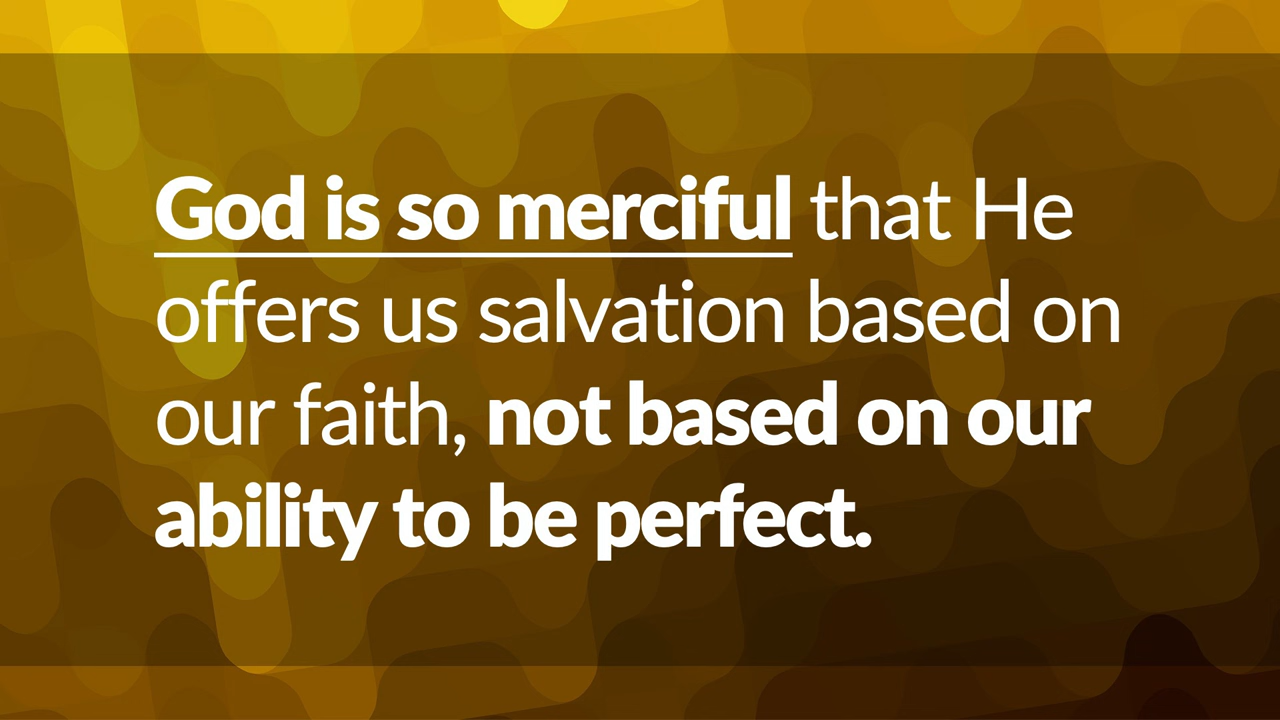 God is so merciful that He
offers us salvation based on
our faith, not based on our
ability to be perfect.